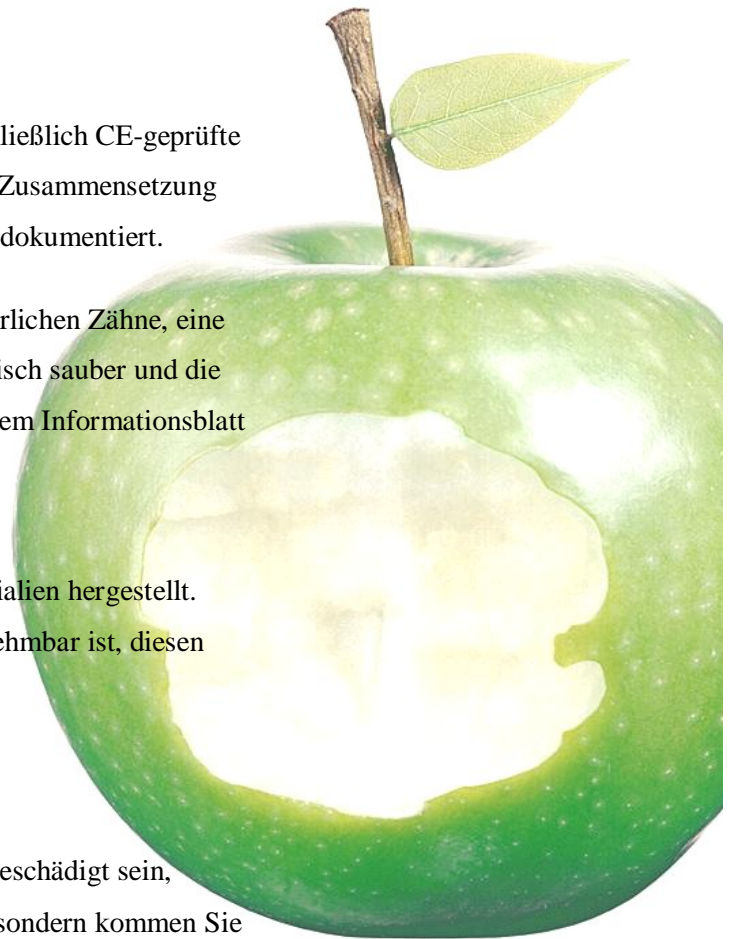 ließlich CE-geprüfte
Zusammensetzung
dokumentiert.
rlichen Zähne, eine
isch sauber und die
em Informationsblatt
ialien hergestellt.
ehmbar ist, diesen
eschädigt sein,
sondern kommen Sie